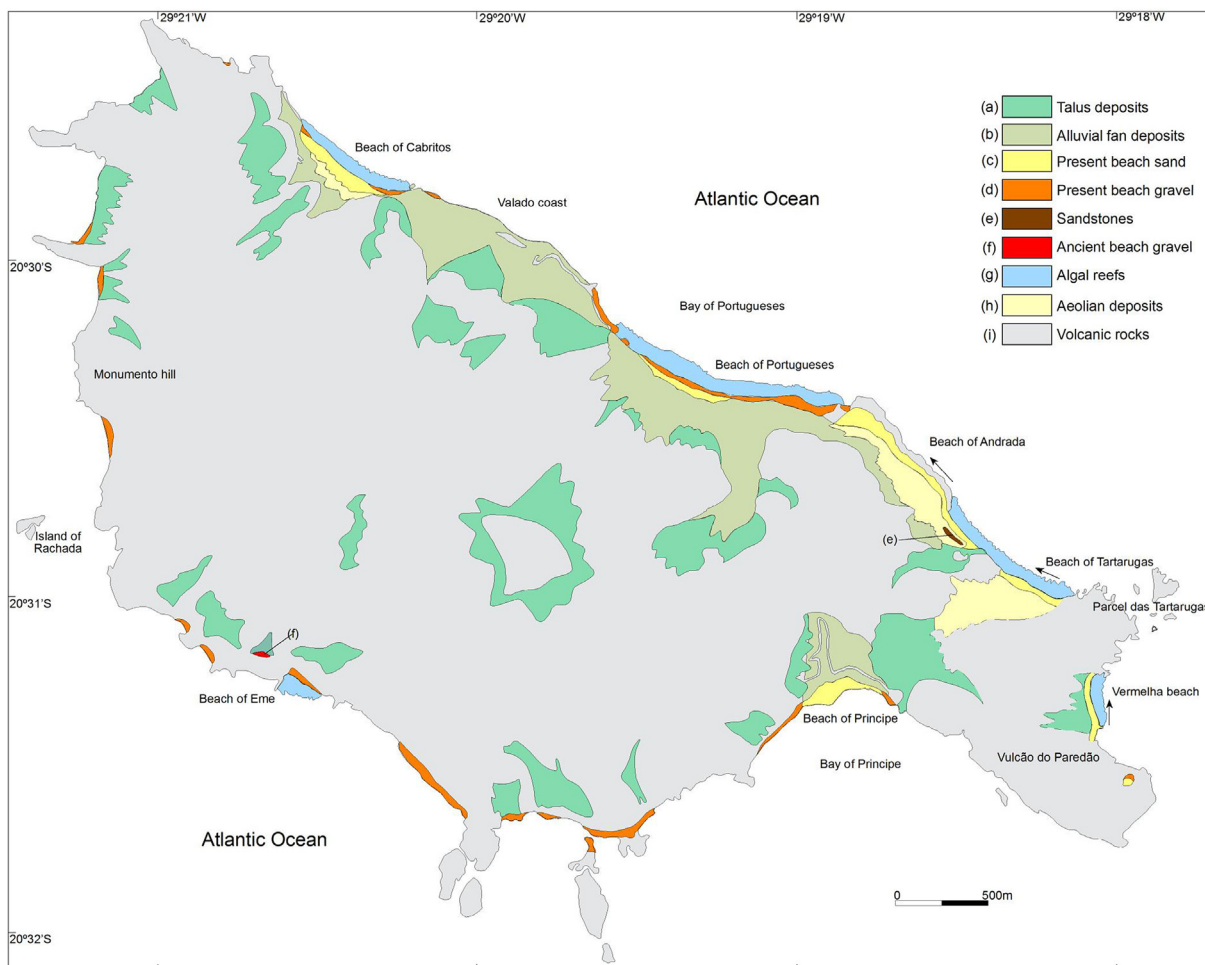 29°21'W
29°20'W
29°19'W
29°18'W
(a) Talus deposits
(b) Alluvial fan deposits
(c) Present beach sand
(d) Present beach gravel
(e) Sandstones
(f) Ancient beach gravel
(g) Algal reefs
(h) Aeolian deposits
(i) Volcanic rocks
Beach of Cabritos
Valado coast
Atlantic Ocean
20°30'S
Bay of Portugueses
Beach of Portugueses
Monumento hill
Beach of Andrada
Island of
Rachada
(e)
Beach of Tartarugas
20°31'S
Parcel das Tartarugas
(f)
Beach of Eme
Vermelha beach
Beach of Principe
Vulcão do Paredão
Bay of Principe
Atlantic Ocean
0 500m
20°32'S